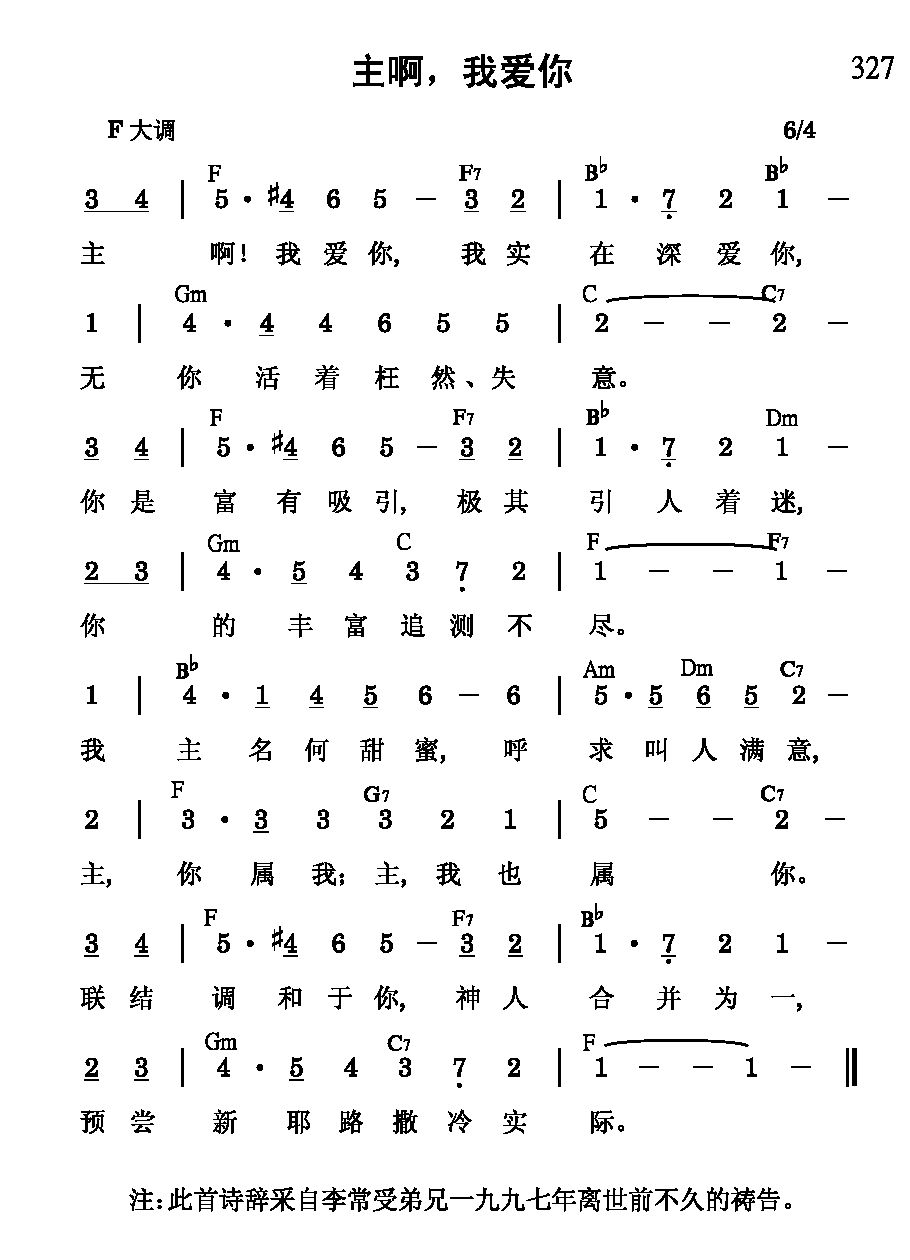 主啊，我爱你 327
F 大调 6/4
F F7 B♭ B♭
3 4 | 5 · ♯4 6 5 － 3 2 | 1 · 7 2 1 －
主 啊！我 爱 你, 我 实 在 深 爱 你,
Gm C C7
1 | 4 · 4 4 6 5 5 | 2 － － 2 －
无 你 活 着 枉 然、失 意。
F F7 B♭ Dm
3 4 | 5 · ♯4 6 5 － 3 2 | 1 · 7 2 1 －
你 是 富 有 吸 引, 极 其 引 人 着 迷,
Gm C F F7
2 3 | 4 · 5 4 3 7 2 | 1 － － 1 －
你 的 丰 富 追 测 不 尽。
B♭ Am Dm C7
1 | 4 · 1 4 5 6 － 6 | 5 · 5 6 5 2 －
我 主 名 何 甜 蜜, 呼 求 叫 人 满 意,
F G7 C C7
2 | 3 · 3 3 3 2 1 | 5 － － 2 －
主, 你 属 我；主, 我 也 属 你。
F F7 B♭
3 4 | 5 · ♯4 6 5 － 3 2 | 1 · 7 2 1 －
联 结 调 和 于 你, 神 人 合 并 为 一,
Gm C7 F
2 3 | 4 · 5 4 3 7 2 | 1 － － 1 － ‖
预 尝 新 耶 路 撒 冷 实 际。
注：此首诗辞采自李常受弟兄一九九七年离世前不久的祷告。